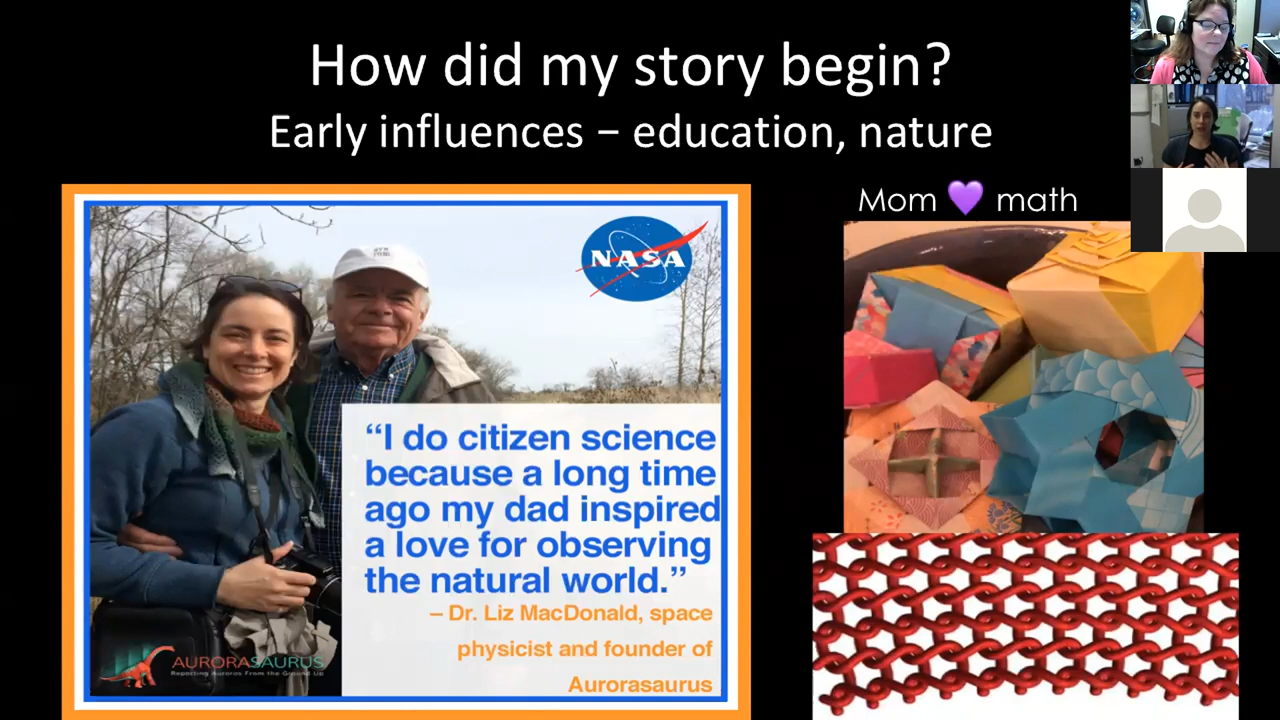 How did my story begin?
Early influences – education, nature
Mom 💜 math
NASA
“I do citizen science
because a long time
ago my dad inspired
a love for observing
the natural world.”
– Dr. Liz MacDonald, space
physicist and founder of
Aurorasaurus
AURORASAURUS
Reporting Auroras From the Ground Up